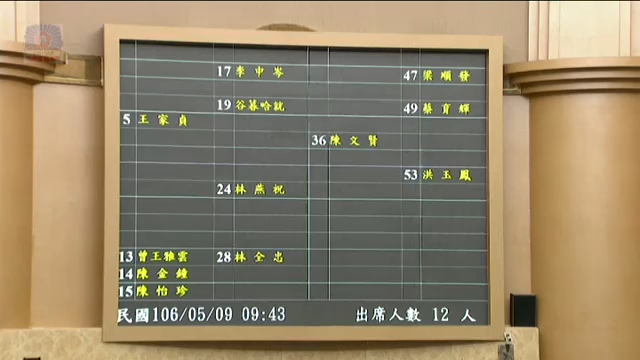 17 李中岑 47 梁順發
19 谷暮哈就 49 蔡育輝
5 王家貞
36 陳文賢
53 洪玉鳳
24 林燕祝
13 曾王雅雲 28 林全忠
14 陳金鐘
15 陳怡珍
民國106/05/09 09:43 出席人數 12 人